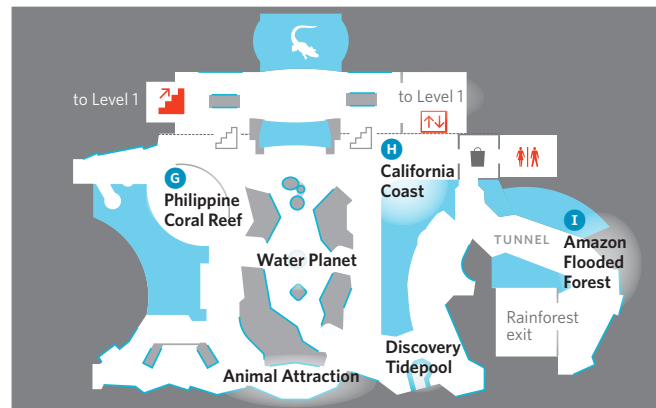 to Level 1
to Level 1
G
Philippine
Coral Reef
H
California
Coast
Water Planet
TUNNEL
I
Amazon
Flooded
Forest
Rainforest
exit
Discovery
Tidepool
Animal Attraction